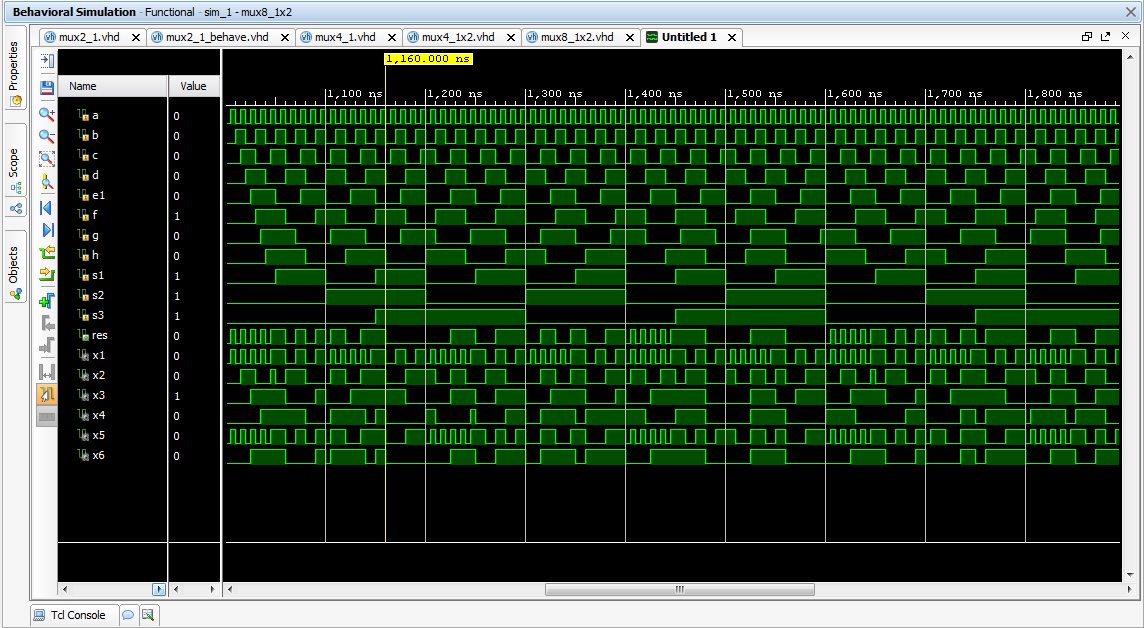 Behavioral Simulation - Functional - sim_1 - mux8_1x2
mux2_1.vhd mux2_1_behave.vhd mux4_1.vhd mux4_1x2.vhd mux8_1x2.vhd Untitled 1
Properties
Scope
Objects
1,160.000 ns
Name Value
1,100 ns 1,200 ns 1,300 ns 1,400 ns 1,500 ns 1,600 ns 1,700 ns 1,800 ns
a 0
b 0
c 0
d 0
e1 0
f 1
g 0
h 0
s1 1
s2 1
s3 1
res 0
x1 0
x2 0
x3 1
x4 0
x5 0
x6 0
Tcl Console